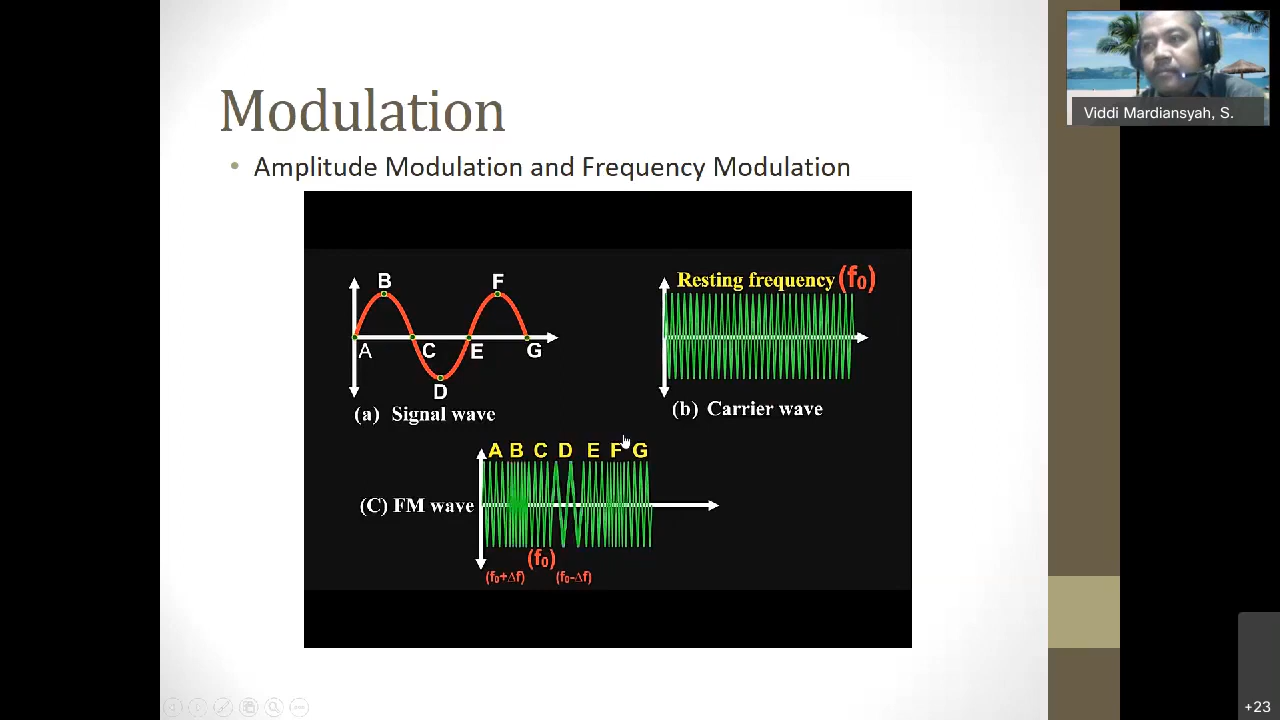 Modulation
• Amplitude Modulation and Frequency Modulation
B
F
A
C
E
G
D
(a) Signal wave
Resting frequency (f₀)
(b) Carrier wave
A B C D E F G
(C) FM wave
(f₀)
(f₀+Δf) (f₀-Δf)
Viddi Mardiansyah, S.
+23